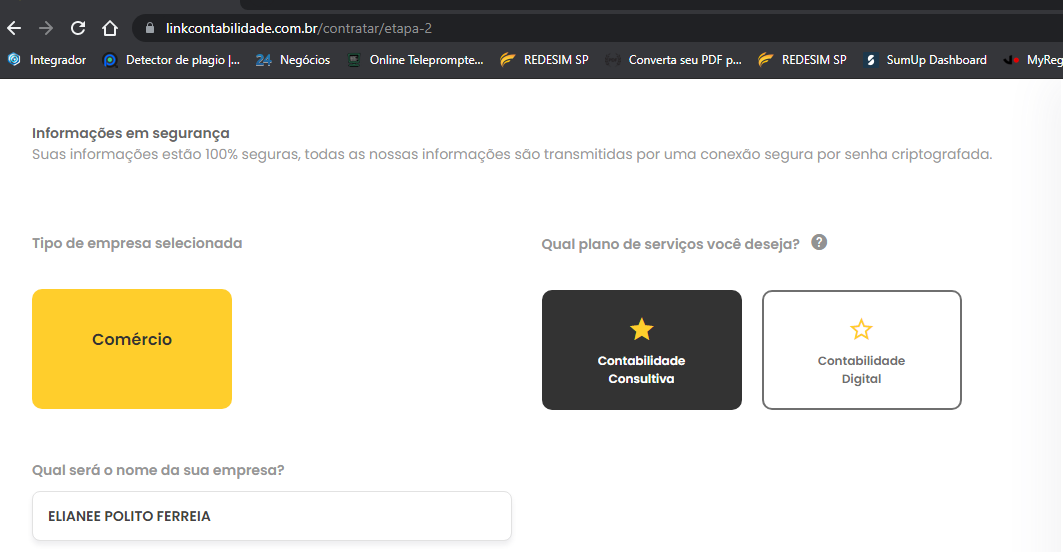 linkcontabilidade.com.br/contratar/etapa-2
Integrador
Detector de plagio |...
24 Negócios
Online Teleprompte...
REDESIM SP
Converta seu PDF p...
REDESIM SP
SumUp Dashboard
MyReg
Informações em segurança
Suas informações estão 100% seguras, todas as nossas informações são transmitidas por uma conexão segura por senha criptografada.
Tipo de empresa selecionada
Qual plano de serviços você deseja? ?
Comércio
Contabilidade
Consultiva
Contabilidade
Digital
Qual será o nome da sua empresa?
ELIANEE POLITO FERREIA